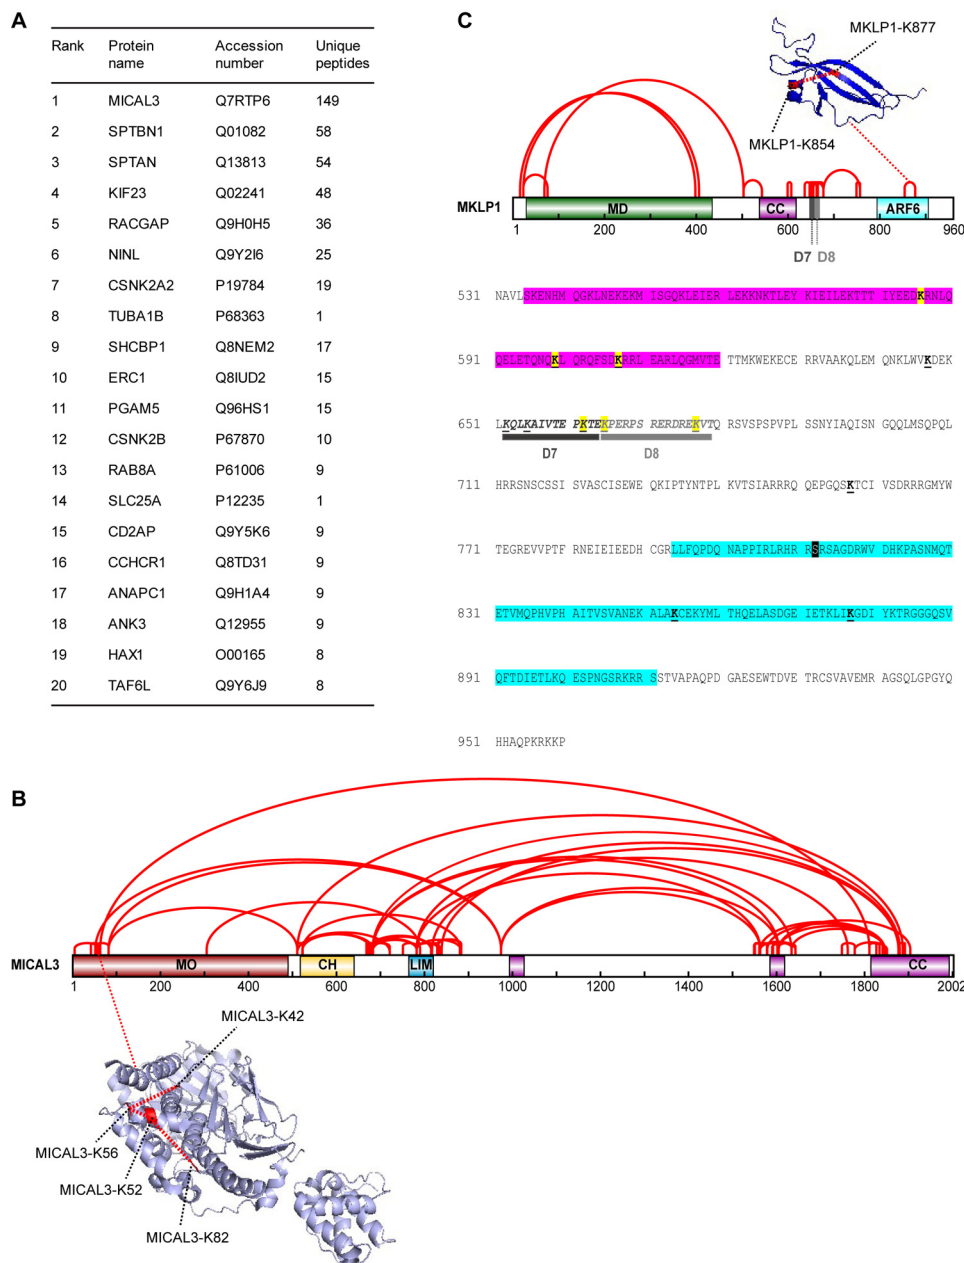 A
Rank Protein name Accession number Unique peptides
1 MICAL3 Q7RTP6 149
2 SPTBN1 Q01082 58
3 SPTAN Q13813 54
4 KIF23 Q02241 48
5 RACGAP Q9H0H5 36
6 NINL Q9Y2I6 25
7 CSNK2A2 P19784 19
8 TUBA1B P68363 1
9 SHCBP1 Q8NEM2 17
10 ERC1 Q8IUD2 15
11 PGAM5 Q96HS1 15
12 CSNK2B P67870 10
13 RAB8A P61006 9
14 SLC25A P12235 1
15 CD2AP Q9Y5K6 9
16 CCHCR1 Q8TD31 9
17 ANAPC1 Q9H1A4 9
18 ANK3 Q12955 9
19 HAX1 O00165 8
20 TAF6L Q9Y6J9 8
C
MKLP1-K877
MKLP1-K854
MKLP1 MD CC ARF6
1 200 400 600 800 960
D7 D8
531 NAVLSKENHM QGKLNEKEKM ISGQKLEIER LEKKNKTLEY KIEILEKTTT IYEEDKRNLQ
591 QELETQNQKL QRQFSDKRRL EARLQGMVTE TTMKWEKECE RRVAAKQLEM QNKLWVKDEK
651 LKQLKAIVTE PKTEKPERPS RERDREKVTQ RSVSPSPVPL SSNYIAQISN GQQLMSQPQL
D7 D8
711 HRRSNSCSSI SVASCISEWE QKIPTYNTPL KVTSIARRRQ QEPGQSKTCI VSDRRRGMYW
771 TEGREVVPTF RNEIEIEEDH CGRLLFQPDQ NAPPIRLRHR RSRSAGDRWV DHKPASNMQT
831 ETVMQPHVPH AITVSVANEK ALAKCEKYML THQELASDGE IETKLIKGDI YKTRGGGQSV
891 QFTDIETLKQ ESPNGSRKRR SSTVAPAQPD GAESEWTDVE TRCSVAVEMR AGSQLGPGYQ
951 HHAQPKRKKP
B
MICAL3 MO CH LIM CC
1 200 400 600 800 1000 1200 1400 1600 1800 2002
MICAL3-K42
MICAL3-K56
MICAL3-K52
MICAL3-K82